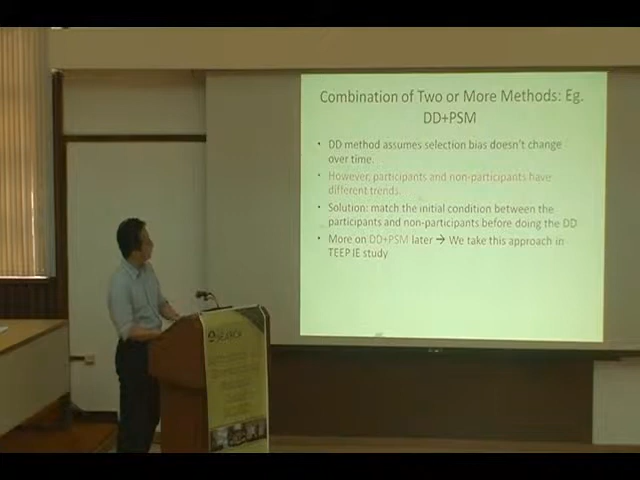 Combination of Two or More Methods: Eg.
DD+PSM
• DD method assumes selection bias doesn't change
over time.
• However, participants and non-participants have
different trends.
• Solution: match the initial condition between the
participants and non-participants before doing the DD
• More on DD+PSM later → We take this approach in
TEEP IE study
SEARCH